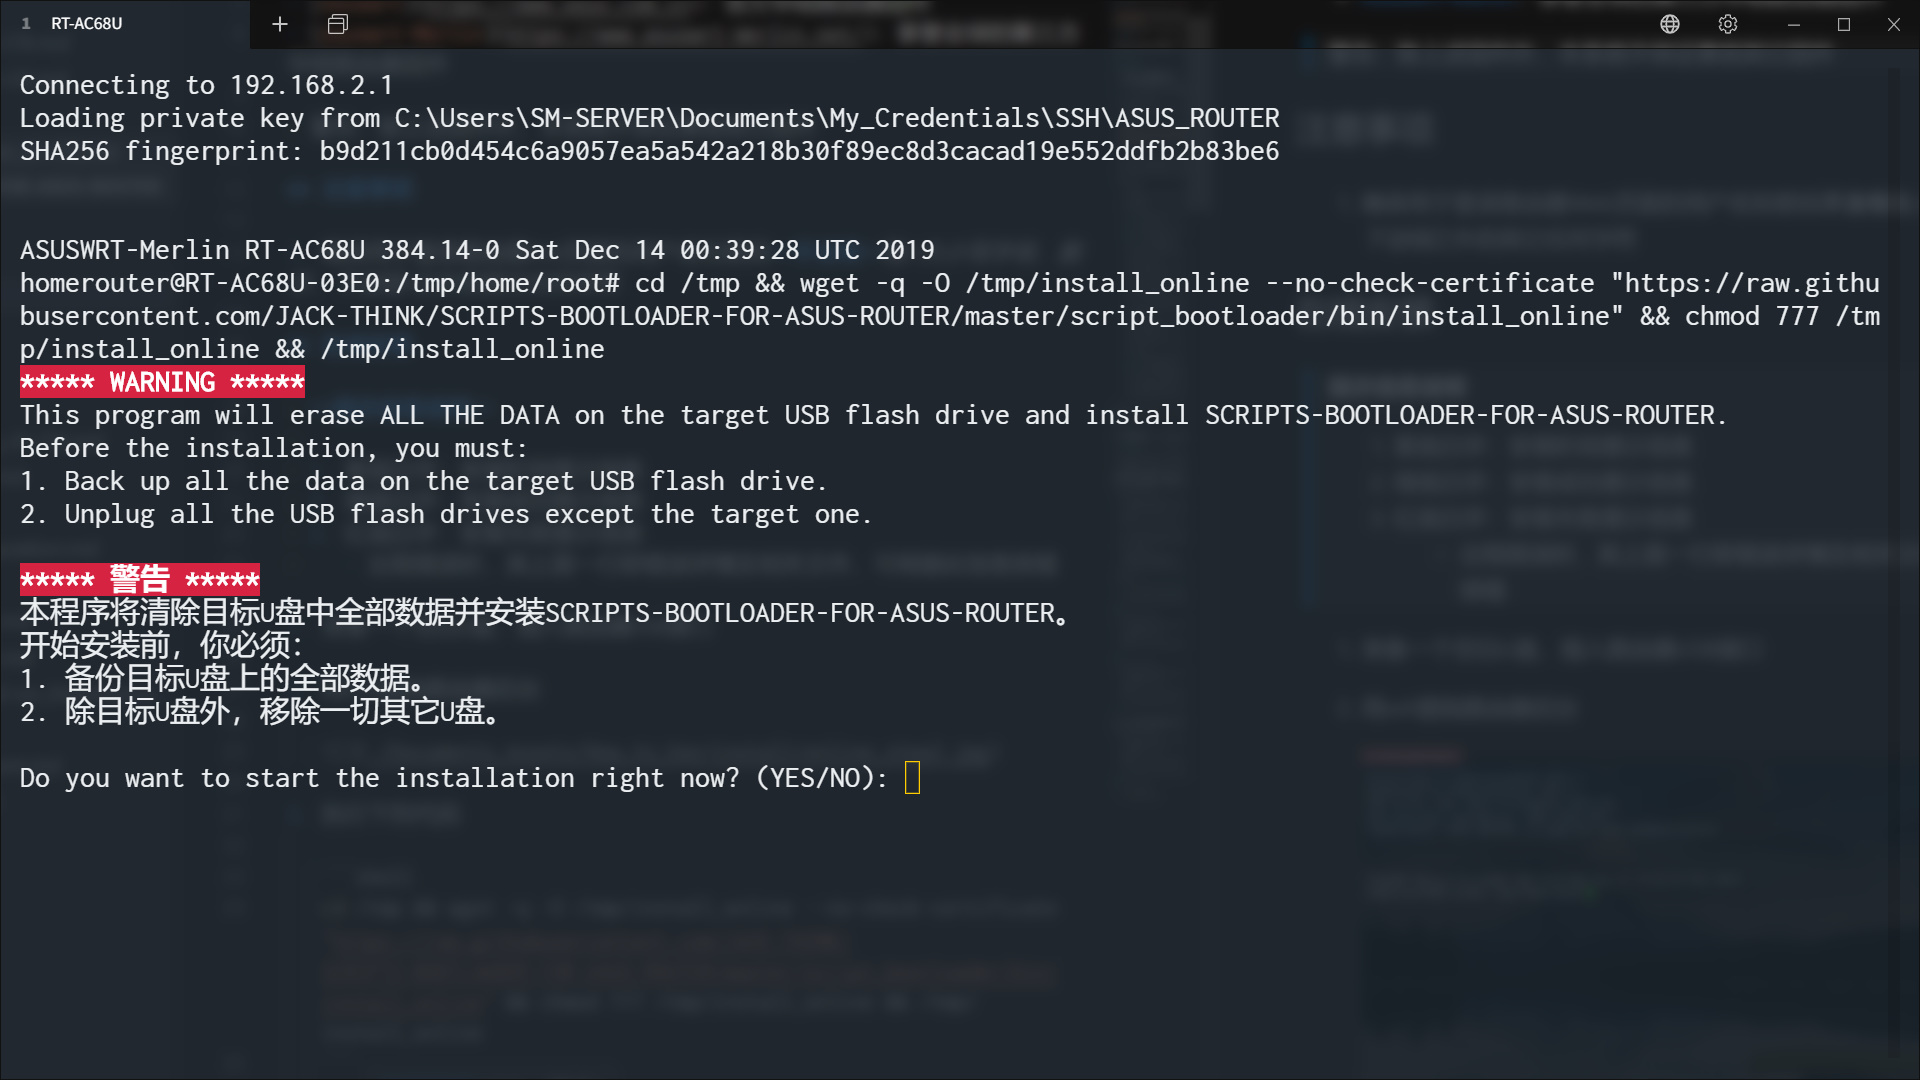 1 RT-AC68U
Connecting to 192.168.2.1
Loading private key from C:\Users\SM-SERVER\Documents\My_Credentials\SSH\ASUS_ROUTER
SHA256 fingerprint: b9d211cb0d454c6a9057ea5a542a218b30f89ec8d3cacad19e552ddfb2b83be6
ASUSWRT-Merlin RT-AC68U 384.14-0 Sat Dec 14 00:39:28 UTC 2019
homerouter@RT-AC68U-03E0:/tmp/home/root# cd /tmp && wget -q -O /tmp/install_online --no-check-certificate "https://raw.githu
busercontent.com/JACK-THINK/SCRIPTS-BOOTLOADER-FOR-ASUS-ROUTER/master/script_bootloader/bin/install_online" && chmod 777 /tm
p/install_online && /tmp/install_online
***** WARNING *****
This program will erase ALL THE DATA on the target USB flash drive and install SCRIPTS-BOOTLOADER-FOR-ASUS-ROUTER.
Before the installation, you must:
1. Back up all the data on the target USB flash drive.
2. Unplug all the USB flash drives except the target one.
***** 警告 *****
本程序将清除目标U盘中全部数据并安装SCRIPTS-BOOTLOADER-FOR-ASUS-ROUTER。
开始安装前，你必须：
1. 备份目标U盘上的全部数据。
2. 除目标U盘外，移除一切其它U盘。
Do you want to start the installation right now? (YES/NO):